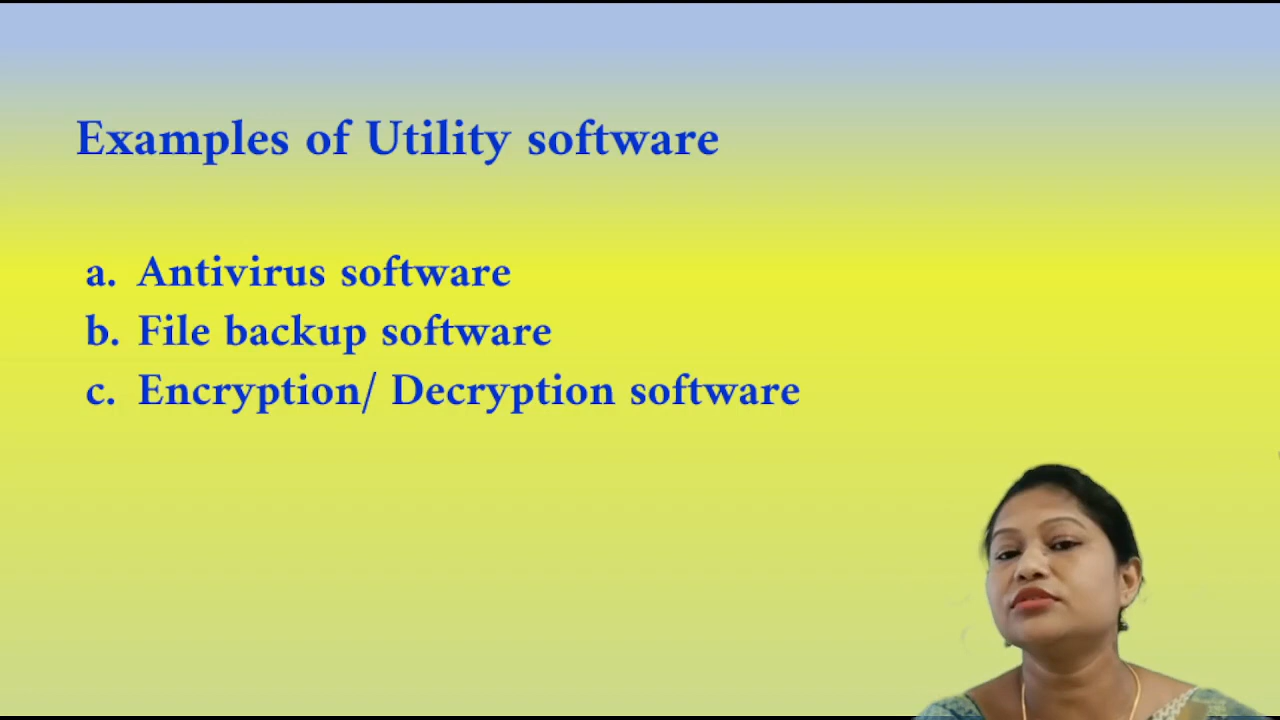 Examples of Utility software
a. Antivirus software
b. File backup software
c. Encryption/ Decryption software